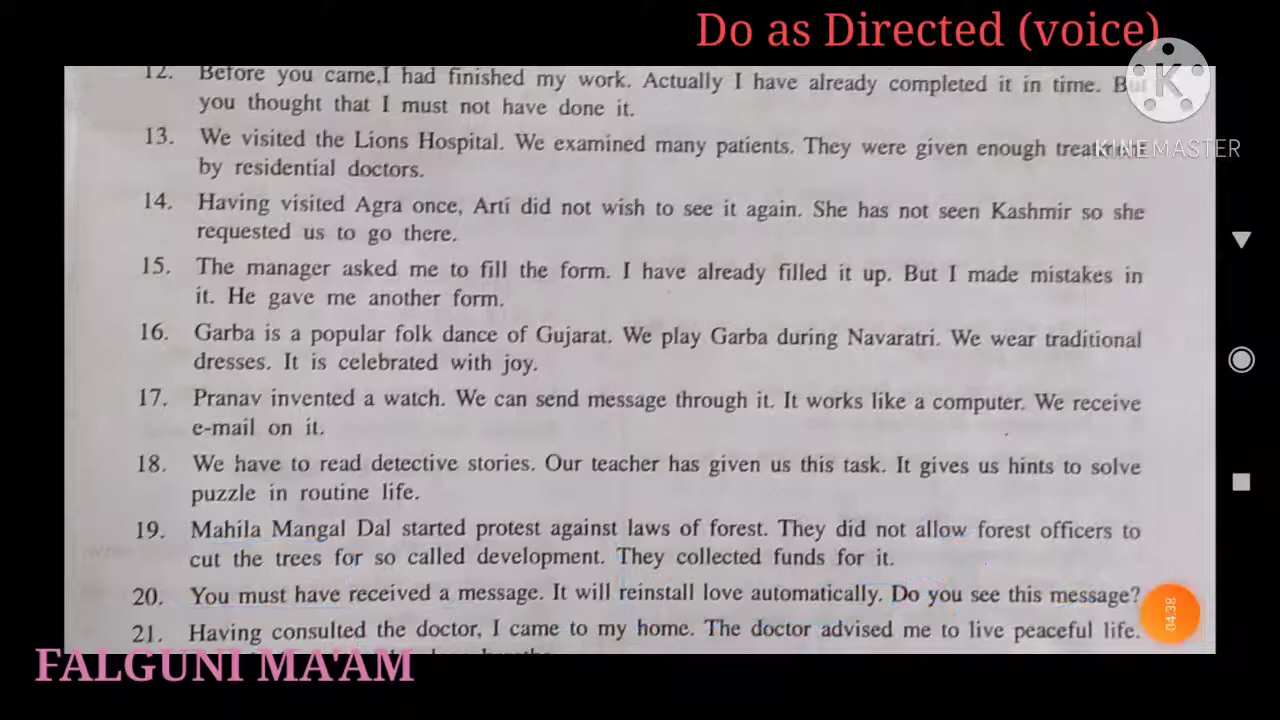 Do as Directed (voice)
12. Before you came,I had finished my work. Actually I have already completed it in time. But
you thought that I must not have done it.
K
13. We visited the Lions Hospital. We examined many patients. They were given enough treatment
KINEMASTER
by residential doctors.
14. Having visited Agra once, Arti did not wish to see it again. She has not seen Kashmir so she
requested us to go there.
15. The manager asked me to fill the form. I have already filled it up. But I made mistakes in
it. He gave me another form.
16. Garba is a popular folk dance of Gujarat. We play Garba during Navaratri. We wear traditional
dresses. It is celebrated with joy.
17. Pranav invented a watch. We can send message through it. It works like a computer. We receive
e-mail on it.
18. We have to read detective stories. Our teacher has given us this task. It gives us hints to solve
puzzle in routine life.
19. Mahila Mangal Dal started protest against laws of forest. They did not allow forest officers to
cut the trees for so called development. They collected funds for it.
20. You must have received a message. It will reinstall love automatically. Do you see this message?
04:38
21. Having consulted the doctor, I came to my home. The doctor advised me to live peaceful life.
FALGUNI MA'AM